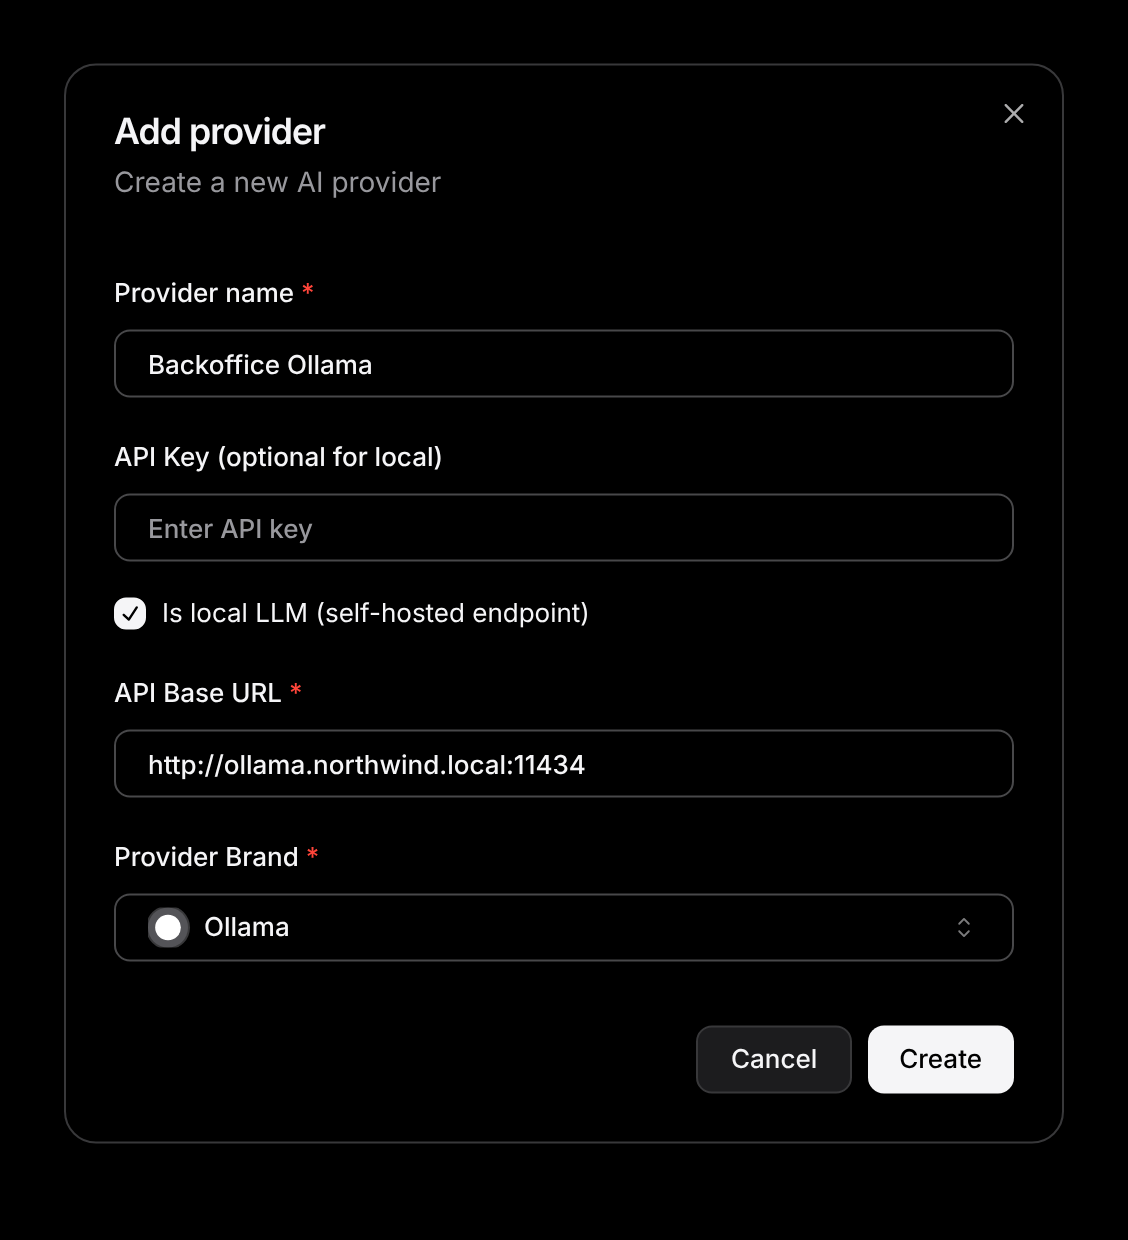 Add provider
Create a new AI provider
Provider name *
Backoffice Ollama
API Key (optional for local)
Enter API key
Is local LLM (self-hosted endpoint)
API Base URL *
http://ollama.northwind.local:11434
Provider Brand *
Ollama
Cancel
Create